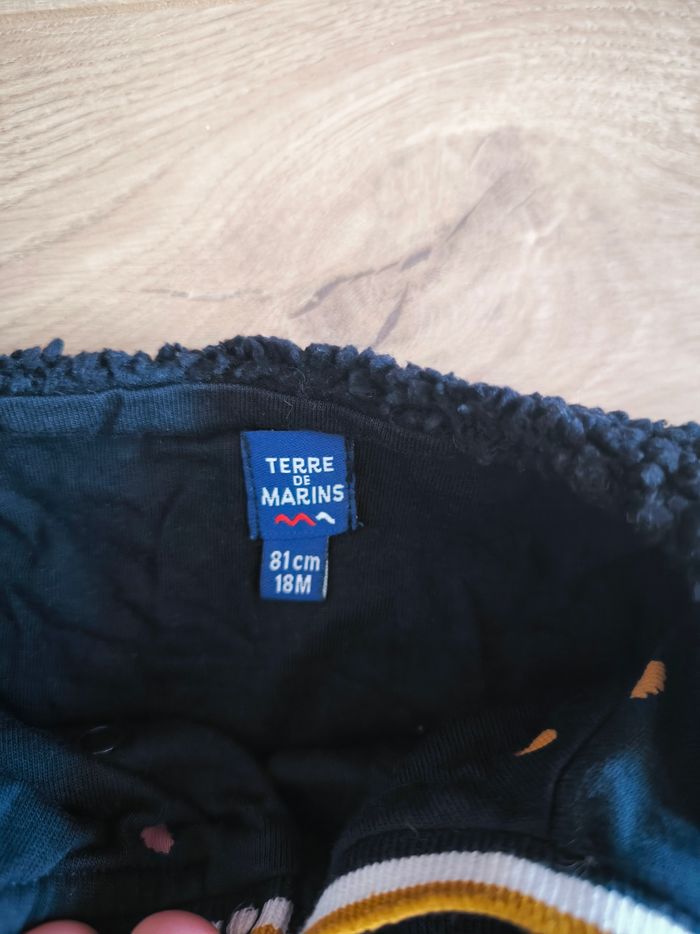 TERRE
DE
MARINS
81cm
18M